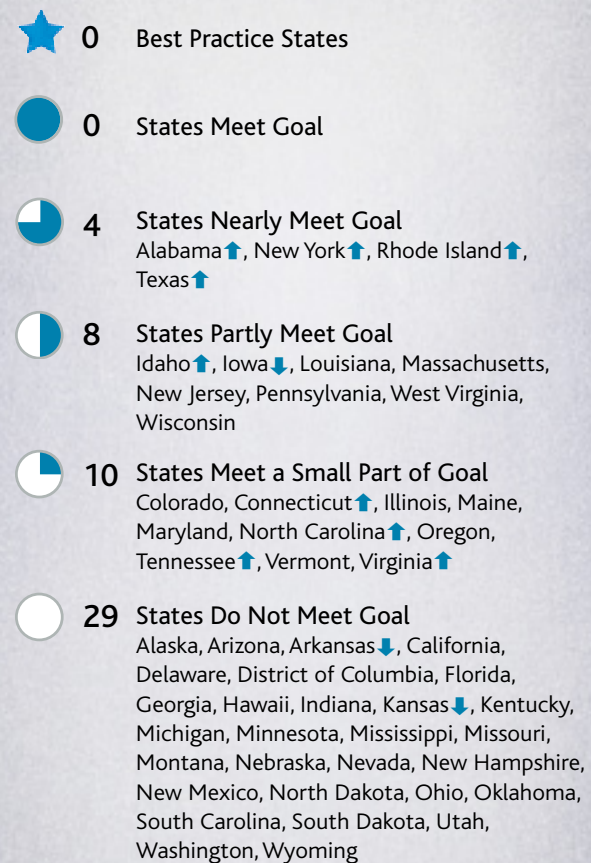 0 Best Practice States
0 States Meet Goal
4 States Nearly Meet Goal
Alabama⬆, New York⬆, Rhode Island⬆,
Texas⬆
8 States Partly Meet Goal
Idaho⬆, Iowa⬇, Louisiana, Massachusetts,
New Jersey, Pennsylvania, West Virginia,
Wisconsin
10 States Meet a Small Part of Goal
Colorado, Connecticut⬆, Illinois, Maine,
Maryland, North Carolina⬆, Oregon,
Tennessee⬆, Vermont, Virginia⬆
29 States Do Not Meet Goal
Alaska, Arizona, Arkansas⬇, California,
Delaware, District of Columbia, Florida,
Georgia, Hawaii, Indiana, Kansas⬇, Kentucky,
Michigan, Minnesota, Mississippi, Missouri,
Montana, Nebraska, Nevada, New Hampshire,
New Mexico, North Dakota, Ohio, Oklahoma,
South Carolina, South Dakota, Utah,
Washington, Wyoming